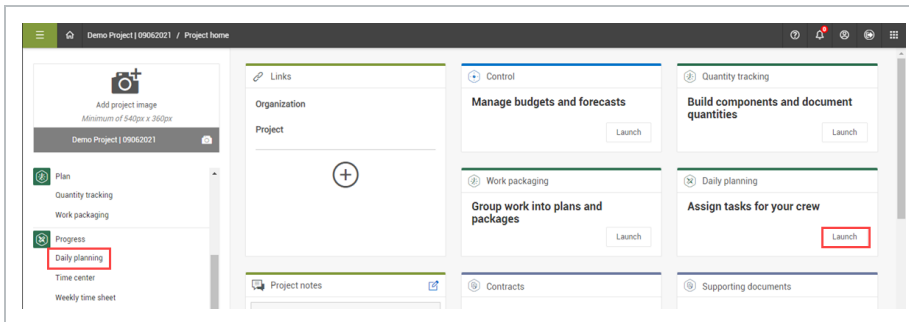 Demo Project | 09062021 / Project home
Add project image
Minimum of 540px x 360px
Demo Project | 09062021
Plan
Quantity tracking
Work packaging
Progress
Daily planning
Time center
Weekly time sheet
Links
Organization
Project
Project notes
Control
Manage budgets and forecasts
Launch
Work packaging
Group work into plans and
packages
Launch
Contracts
Quantity tracking
Build components and document
quantities
Launch
Daily planning
Assign tasks for your crew
Launch
Supporting documents